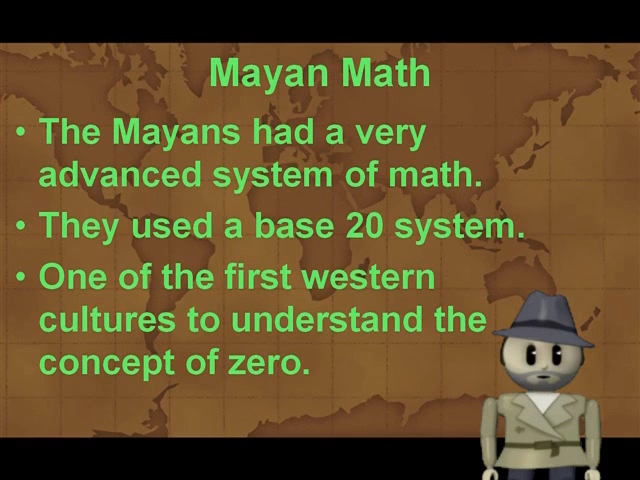 Mayan Math
• The Mayans had a very
advanced system of math.
• They used a base 20 system.
• One of the first western
cultures to understand the
concept of zero.